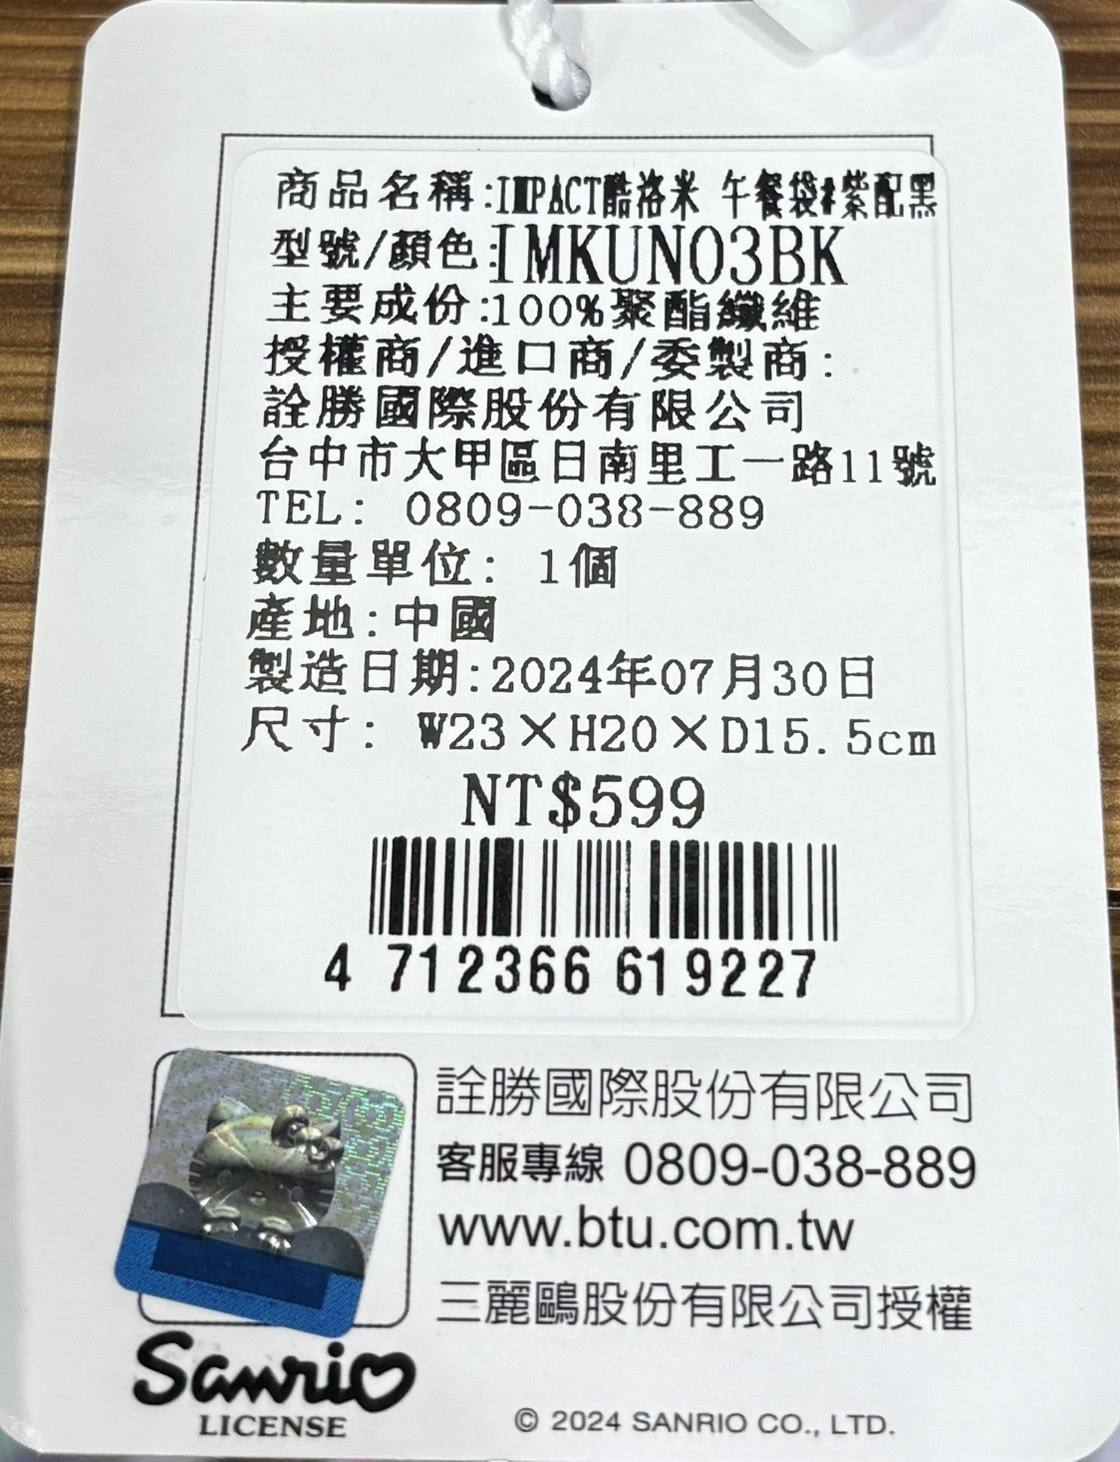 商品名稱:IMPACT酷洛米 午餐袋#紫配黑
型號/顏色:IMKUN03BK
主要成份:100%聚酯纖維
授權商/進口商/委製商:
詮勝國際股份有限公司
台中市大甲區日南里工一路11號
TEL: 0809-038-889
數量單位: 1個
產地:中國
製造日期:2024年07月30日
尺寸: W23×H20×D15.5cm
NT$599
4 712366 619227
詮勝國際股份有限公司
客服專線 0809-038-889
www.btu.com.tw
三麗鷗股份有限公司授權
Sanrio
LICENSE
© 2024 SANRIO CO., LTD.